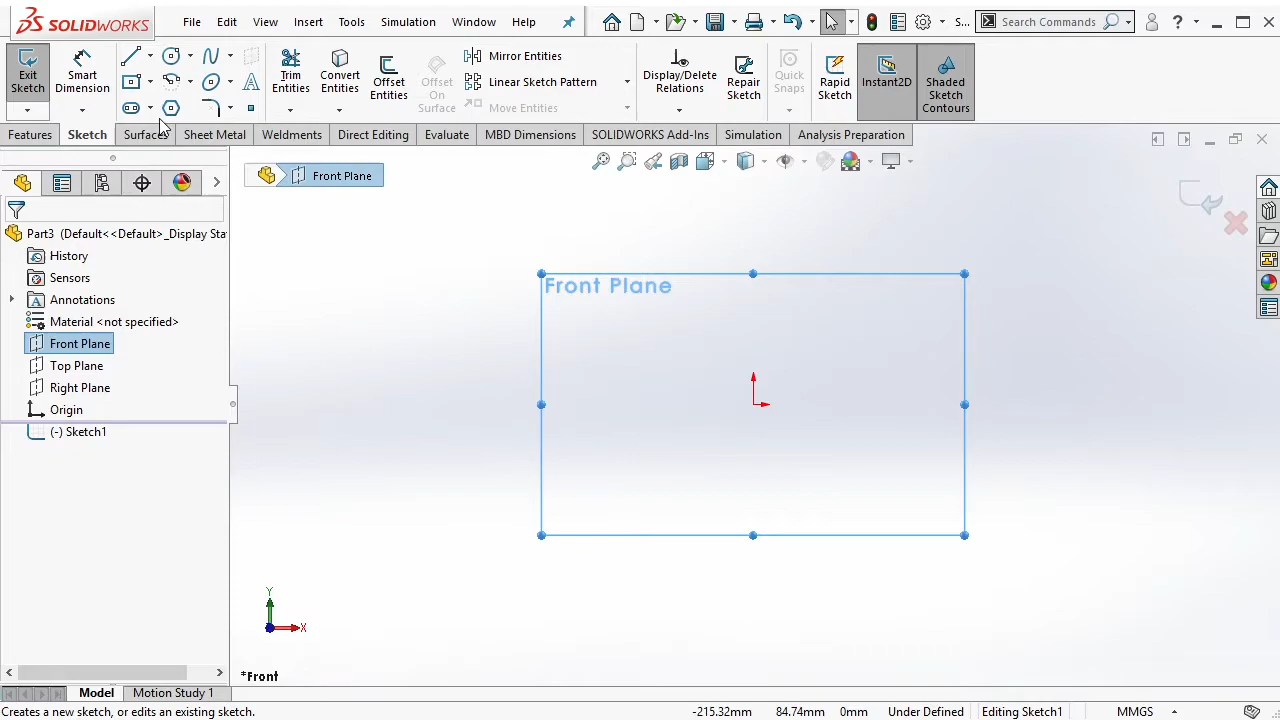 SOLIDWORKS File Edit View Insert Tools Simulation Window Help S... Search Commands ?
Exit Sketch
Smart Dimension
Trim Entities
Convert Entities
Offset Entities
Offset On Surface
Mirror Entities
Linear Sketch Pattern
Move Entities
Display/Delete Relations
Repair Sketch
Quick Snaps
Rapid Sketch
Instant2D
Shaded Sketch Contours
Features Sketch Surfaces Sheet Metal Weldments Direct Editing Evaluate MBD Dimensions SOLIDWORKS Add-Ins Simulation Analysis Preparation
Front Plane
Part3 (Default<<Default>_Display Sta
History
Sensors
Annotations
Material <not specified>
Front Plane
Top Plane
Right Plane
Origin
(-) Sketch1
Front Plane
Y
X
*Front
Model Motion Study 1
Creates a new sketch, or edits an existing sketch. -215.32mm 84.74mm 0mm Under Defined Editing Sketch1 MMGS